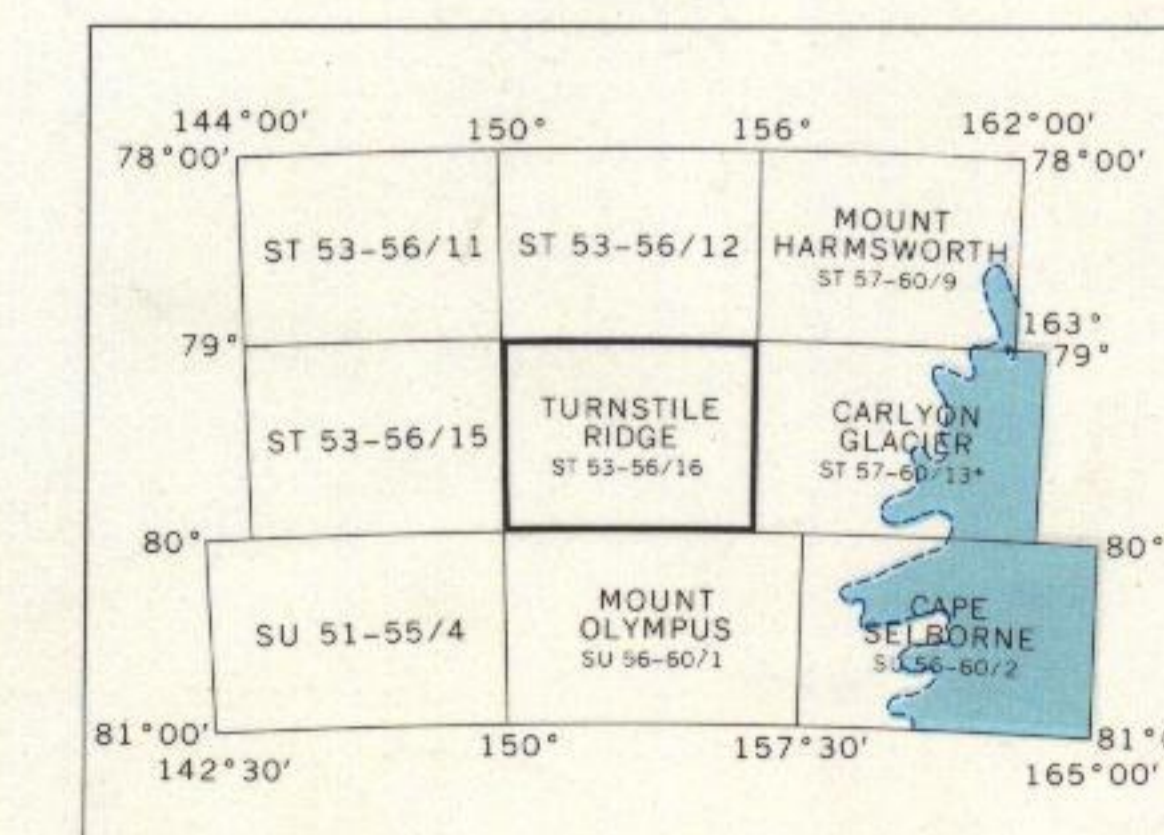 144°00' 150° 156° 162°00'
78°00' 78°00'
ST 53-56/11 ST 53-56/12 MOUNT
HARMSWORTH
ST 57-60/9
163°
79° 79°
ST 53-56/15 TURNSTILE
RIDGE
ST 53-56/16
CARLYON
GLACIER
ST 57-60/13*
80° 80°
SU 51-55/4 MOUNT
OLYMPUS
SU 56-60/1
CAPE
SELBORNE
SU 56-60/2
81°00' 150° 157°30' 81°0
142°30' 165°00'